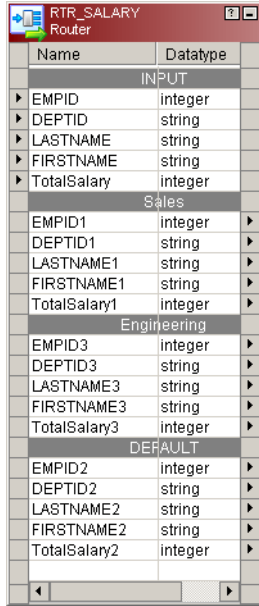 RTR_SALARY
Router
Name Datatype
INPUT
EMPID integer
DEPTID string
LASTNAME string
FIRSTNAME string
TotalSalary integer
Sales
EMPID1 integer
DEPTID1 string
LASTNAME1 string
FIRSTNAME1 string
TotalSalary1 integer
Engineering
EMPID3 integer
DEPTID3 string
LASTNAME3 string
FIRSTNAME3 string
TotalSalary3 integer
DEFAULT
EMPID2 integer
DEPTID2 string
LASTNAME2 string
FIRSTNAME2 string
TotalSalary2 integer